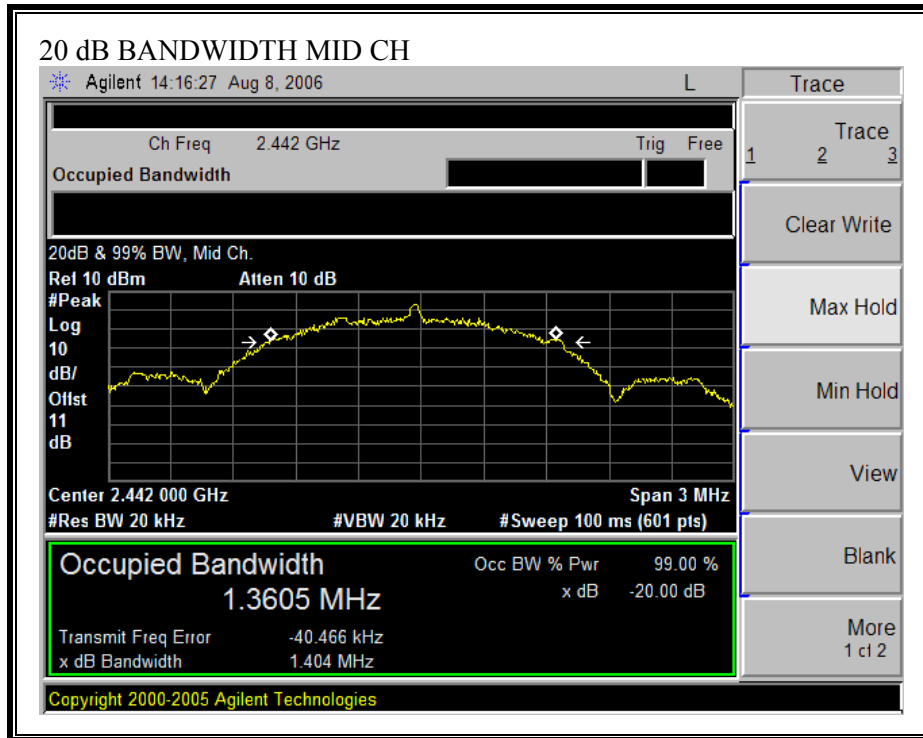 20 dB BANDWIDTH MID CH
Agilent 14:16:27 Aug 8, 2006 L
Trace
Ch Freq 2.442 GHz Trig Free
Occupied Bandwidth
Trace
1 2 3
Clear Write
Max Hold
Min Hold
View
Blank
More
1 of 2
20dB & 99% BW, Mid Ch.
Ref 10 dBm Atten 10 dB
#Peak
Log
10
dB/
Offst
11
dB
Center 2.442 000 GHz Span 3 MHz
#Res BW 20 kHz #VBW 20 kHz #Sweep 100 ms (601 pts)
Occupied Bandwidth Occ BW % Pwr 99.00 %
1.3605 MHz x dB -20.00 dB
Transmit Freq Error -40.466 kHz
x dB Bandwidth 1.404 MHz
Copyright 2000-2005 Agilent Technologies